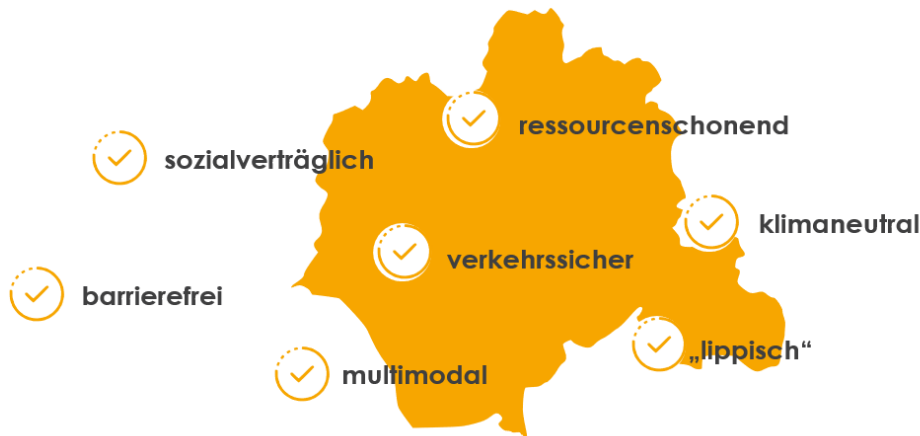 ressourcenschonend
sozialverträglich
klimaneutral
verkehrssicher
barrierefrei
„lippisch“
multimodal